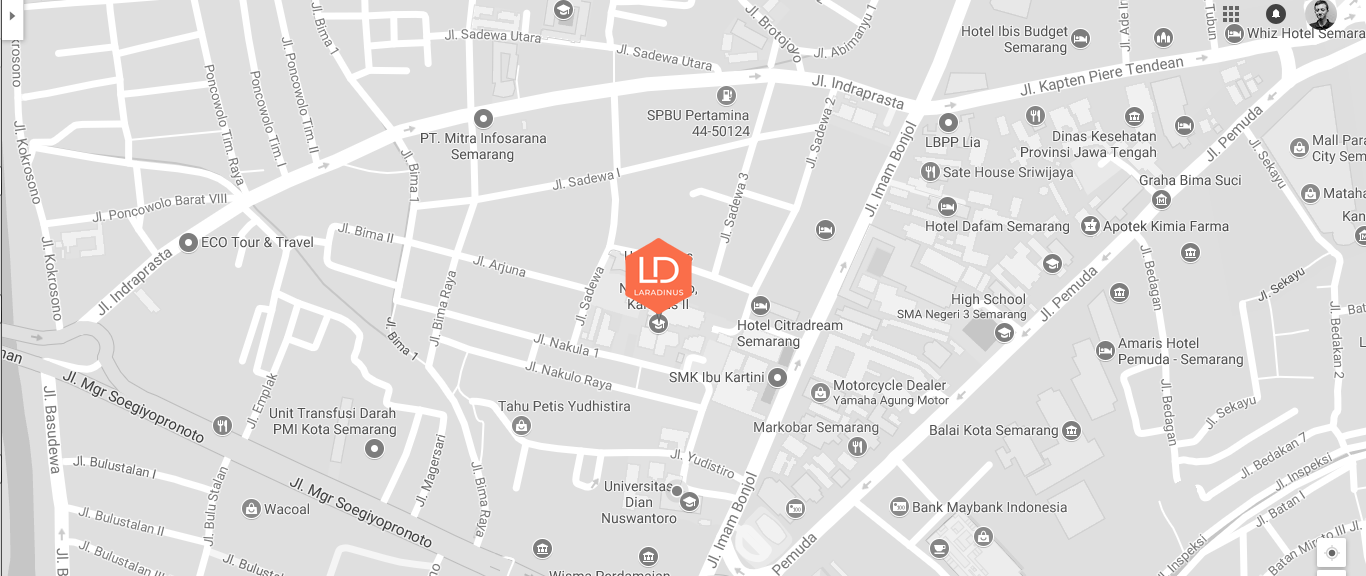 Jl. Sadewa Utara
Jl. Sadewa Utara
Jl. Brotojoyo
Jl. Abimanyu 1
Hotel Ibis Budget
Semarang
Whiz Hotel Semara
Jl. Kapten Piere Tendean
Jl. Indraprasta
Jl. Bima 1
Poncowolo Tim. Raya
Poncowolo Tim. I
Jl. Poncowolo Tim. II
SPBU Pertamina
44-50124
PT. Mitra Infosarana
Semarang
Jl. Sadewa 2
Jl. Imam Bonjol
LBPP Lia
Dinas Kesehatan
Provinsi Jawa Tengah
Jl. Pemuda
Jl. Sekayu
Mall Para
City Sem
Jl. Kokrosono
Jl. Bima 1
Jl. Sadewa I
Jl. Sadewa 3
Sate House Sriwijaya
Graha Bima Suci
Mataha
Jl. Poncowolo Barat VIII
Hotel Dafam Semarang
Apotek Kimia Farma
Kam
ECO Tour & Travel
Jl. Bima II
Jl. Arjuna
Jl. Kokrosono
Jl. Indraprasta
Jl. Bima Raya
Jl. Sadewa
LD
LARADINUS
Jl. Pemuda
Jl. Bedagan
Jl. Sekayu
High School
SMA Negeri 3 Semarang
Hotel Citradream
Semarang
Jl. Bima 1
Jl. Nakula 1
Jl. Nakulo Raya
SMK Ibu Kartini
Amaris Hotel
Pemuda - Semarang
Jl. Bedakan 2
Jl. Mgr Soegiyopronoto
Jl. Basudewa
Jl. Emplak
Motorcycle Dealer
Yamaha Agung Motor
Unit Transfusi Darah
PMI Kota Semarang
Tahu Petis Yudhistira
Markobar Semarang
Balai Kota Semarang
Jl. Bedagan
Jl. Sekayu
Jl. Bedakan 7
Jl. Bulustalan I
Jl. Bulu Stalan
Jl. Magersari
Jl. Bima Raya
Jl. Yudistiro
Jl. Imam Bonjol
Jl. Inspeksi
Jl. Mgr Soegiyopronoto
Wacoal
Universitas
Dian
Nuswantoro
Bank Maybank Indonesia
Jl. Batan I
Jl. Bulustalan II
Jl. Bulustalan III
Pemuda
Jl. Inspeksi